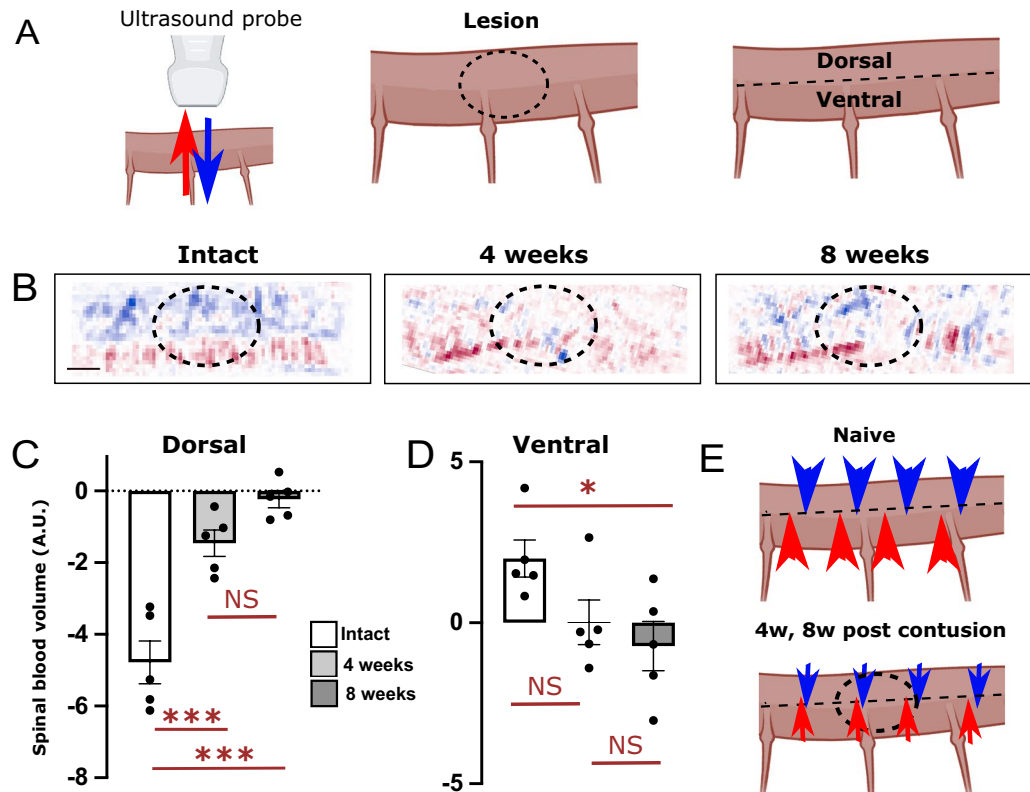 A
Ultrasound probe
Lesion
Dorsal
Ventral
B
Intact
4 weeks
8 weeks
C
Dorsal
Spinal blood volume (A.U.)
0
-2
-4
-6
-8
NS
***
***
Intact
4 weeks
8 weeks
D
Ventral
5
0
-5
*
NS
NS
E
Naive
4w, 8w post contusion